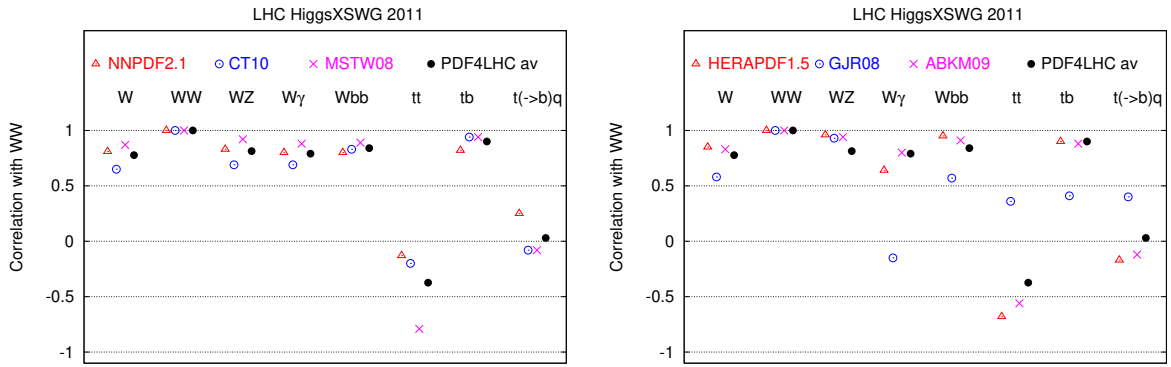 LHC HiggsXSWG 2011
NNPDF2.1 CT10 MSTW08 PDF4LHC av
W WW WZ Wγ Wbb tt tb t(->b)q
1
0.5
0
-0.5
-1
Correlation with WW
LHC HiggsXSWG 2011
HERAPDF1.5 GJR08 ABKM09 PDF4LHC av
W WW WZ Wγ Wbb tt tb t(->b)q
1
0.5
0
-0.5
-1
Correlation with WW